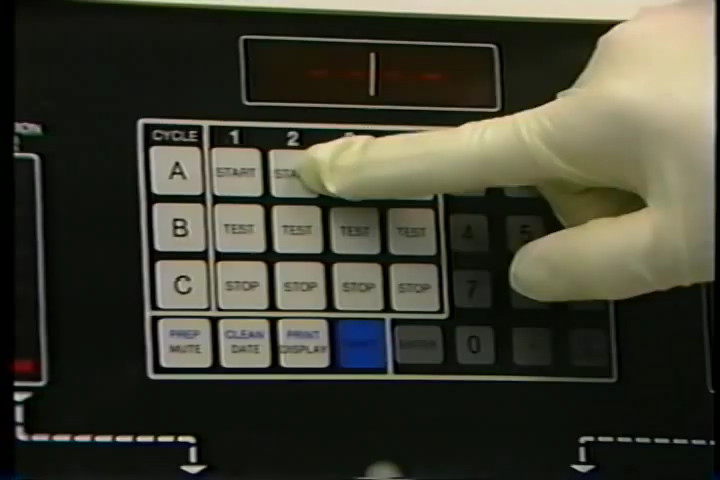 CYCLE 1 2
A START
B TEST TEST TEST TEST 4 5
C STOP STOP STOP STOP 7
PREP CLEAN PRINT
MUTE DATE DISPLAY ENTER 0